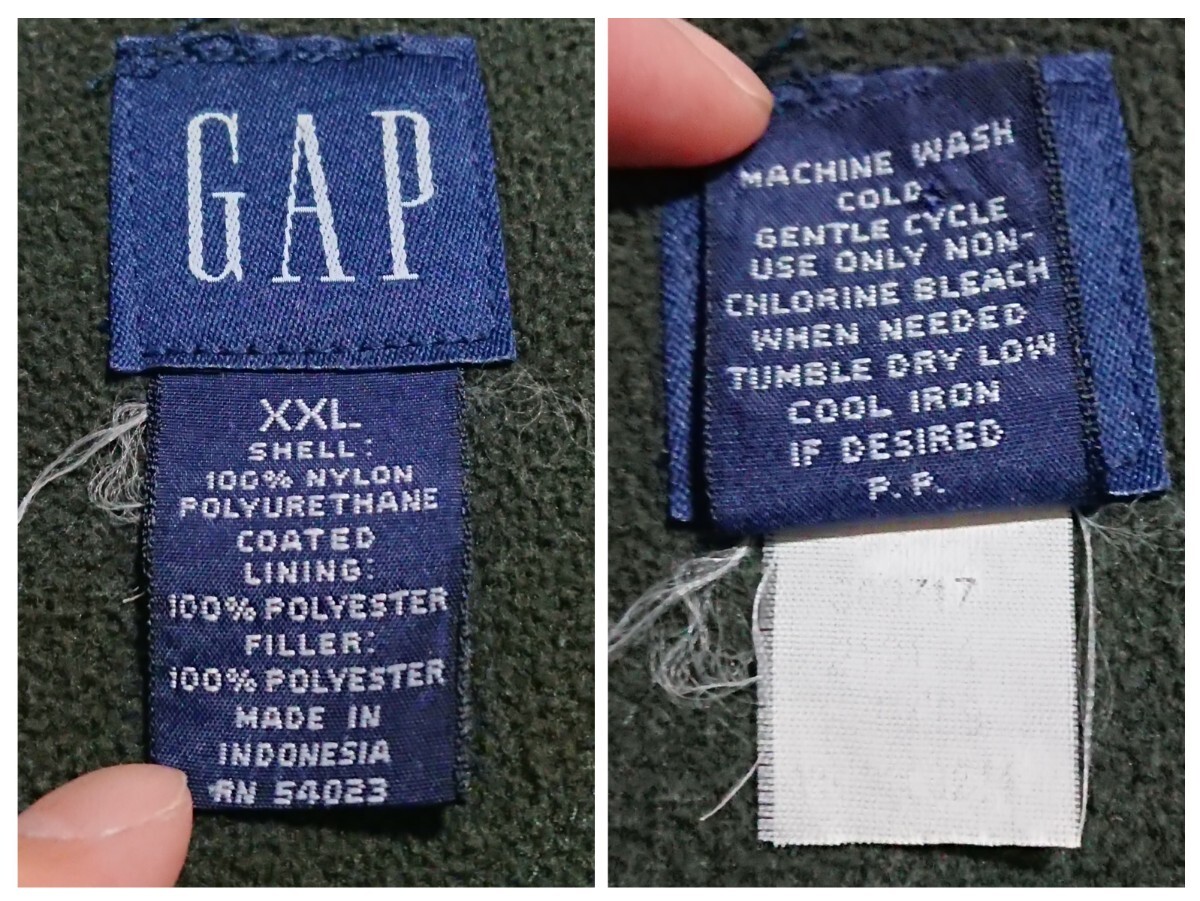 GAP
XXL
SHELL:
100% NYLON
POLYURETHANE
COATED
LINING:
100% POLYESTER
FILLER:
100% POLYESTER
MADE IN
INDONESIA
RN 54023
MACHINE WASH
COLD
GENTLE CYCLE
USE ONLY NON-
CHLORINE BLEACH
WHEN NEEDED
TUMBLE DRY LOW
COOL IRON
IF DESIRED
P.P.